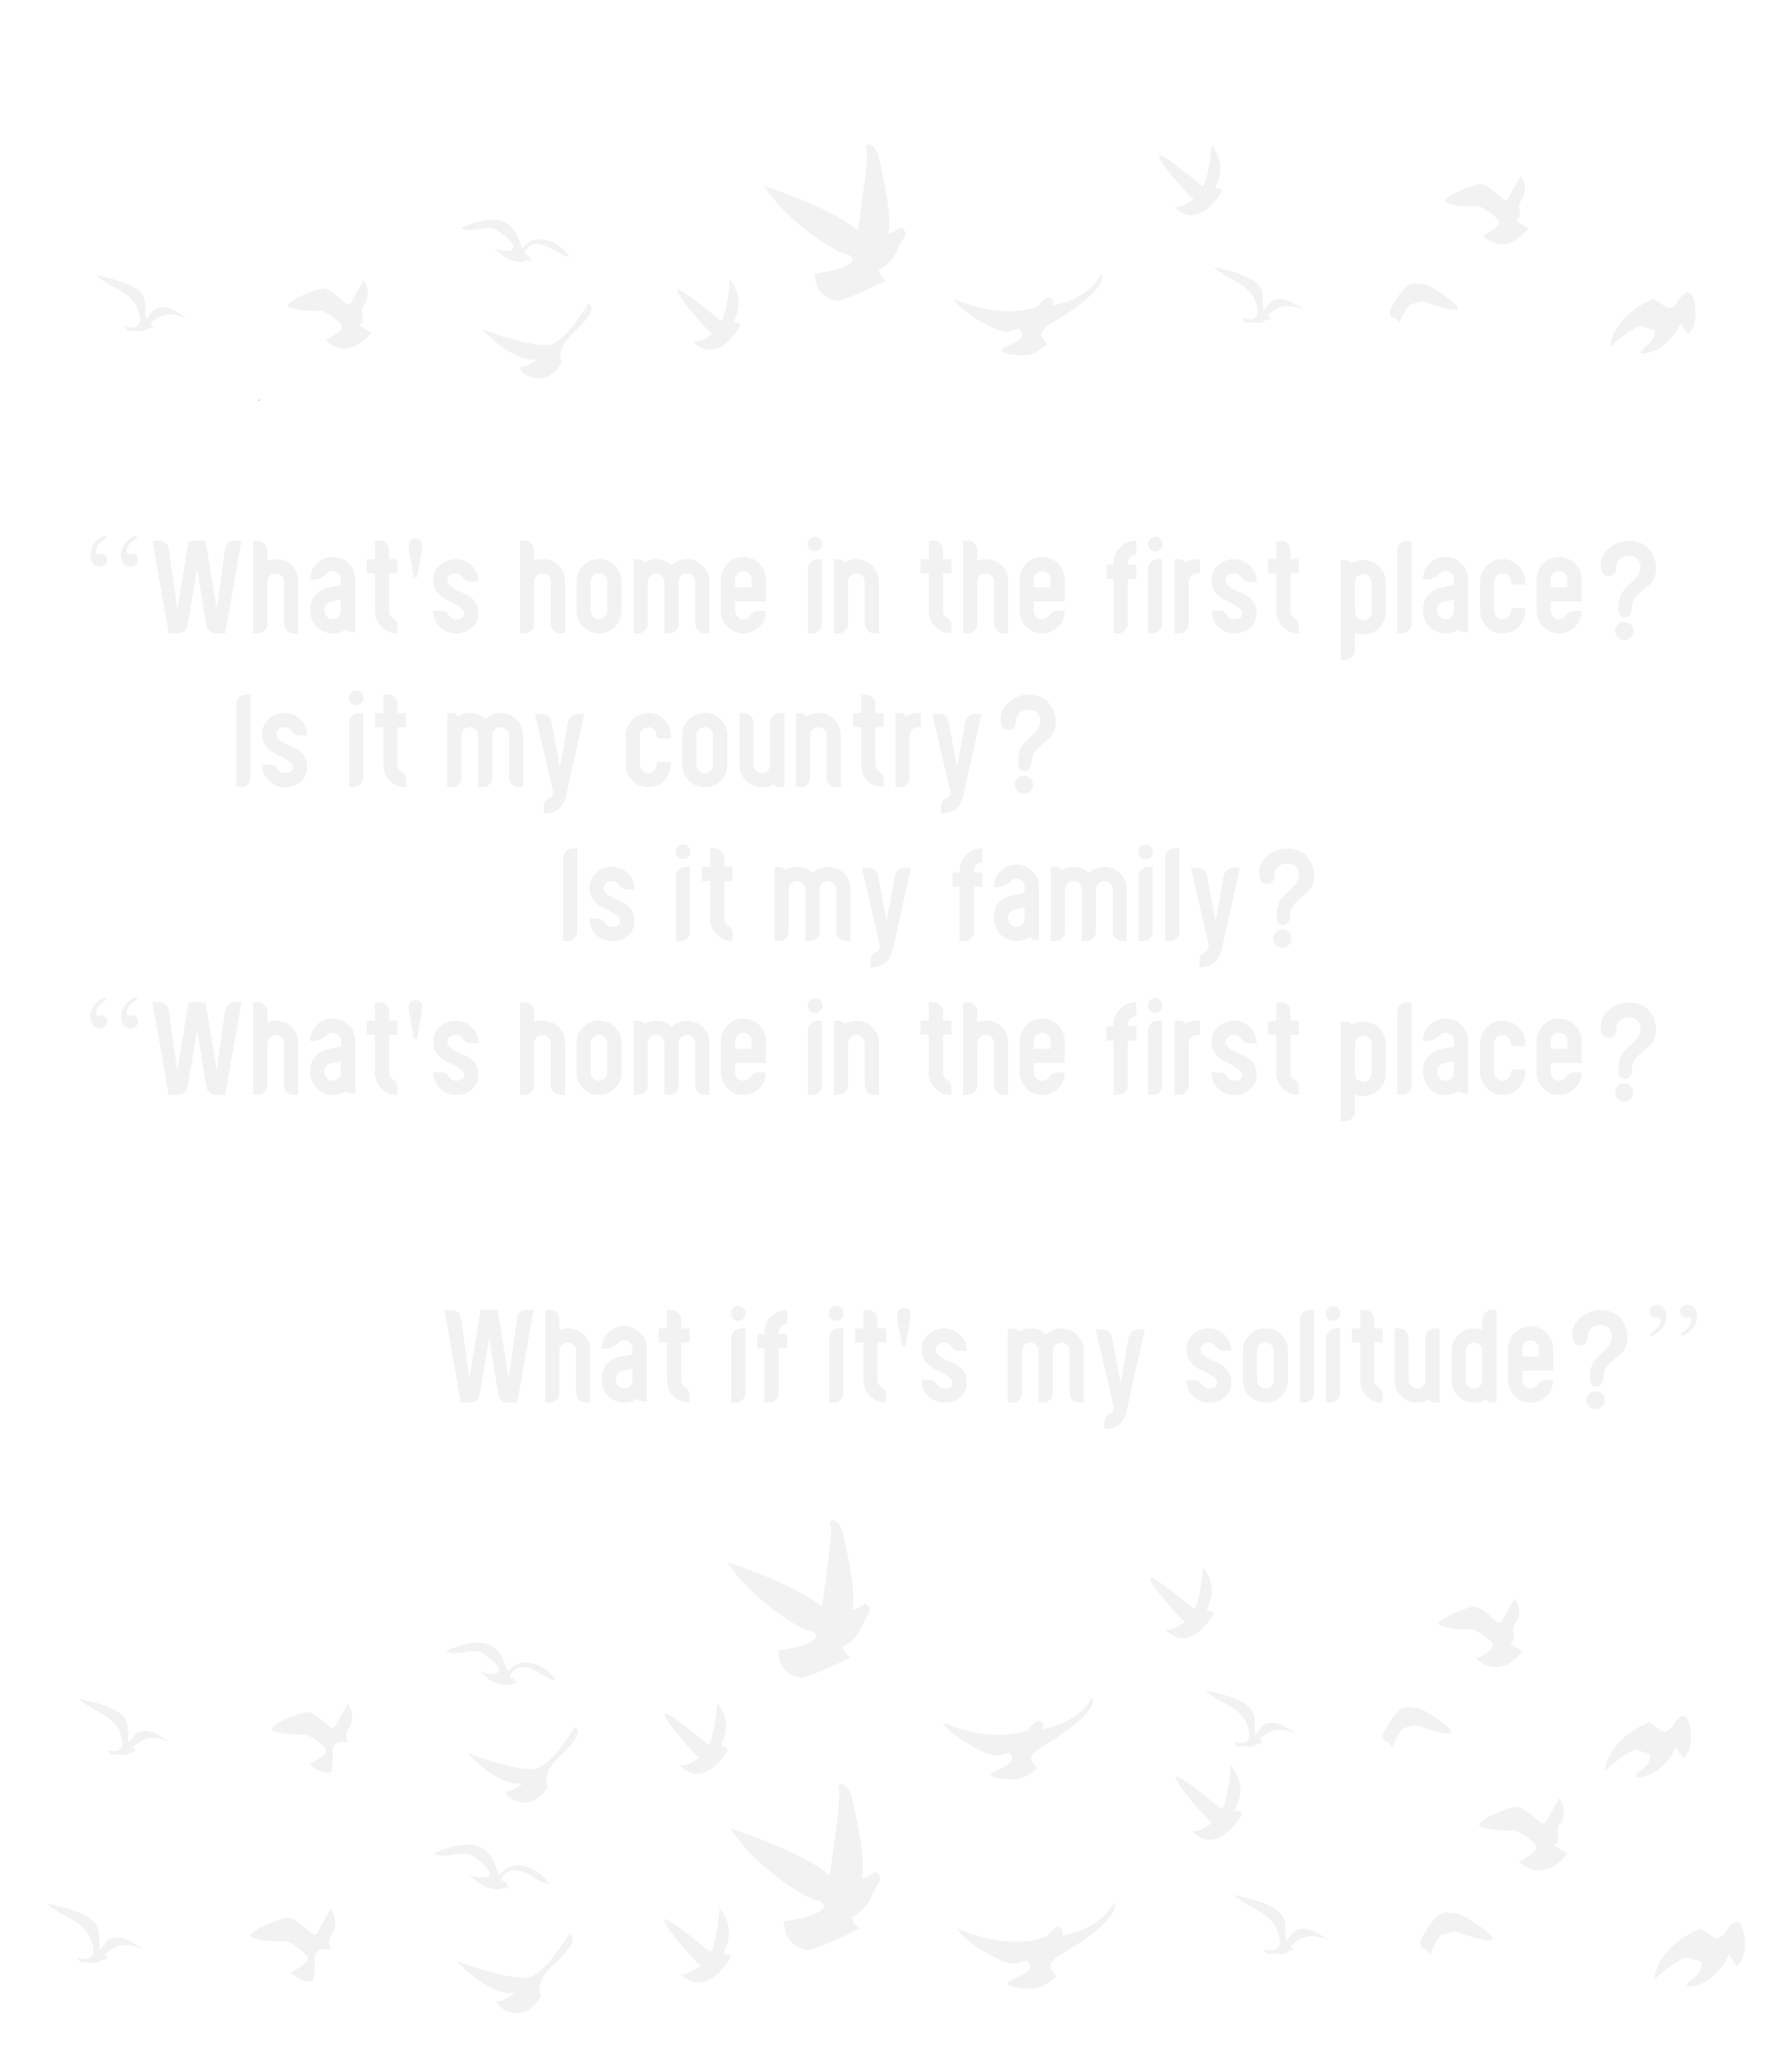 “What's home in the first place?
Is it my country?
Is it my family?
“What's home in the first place?
What if it's my solitude?”